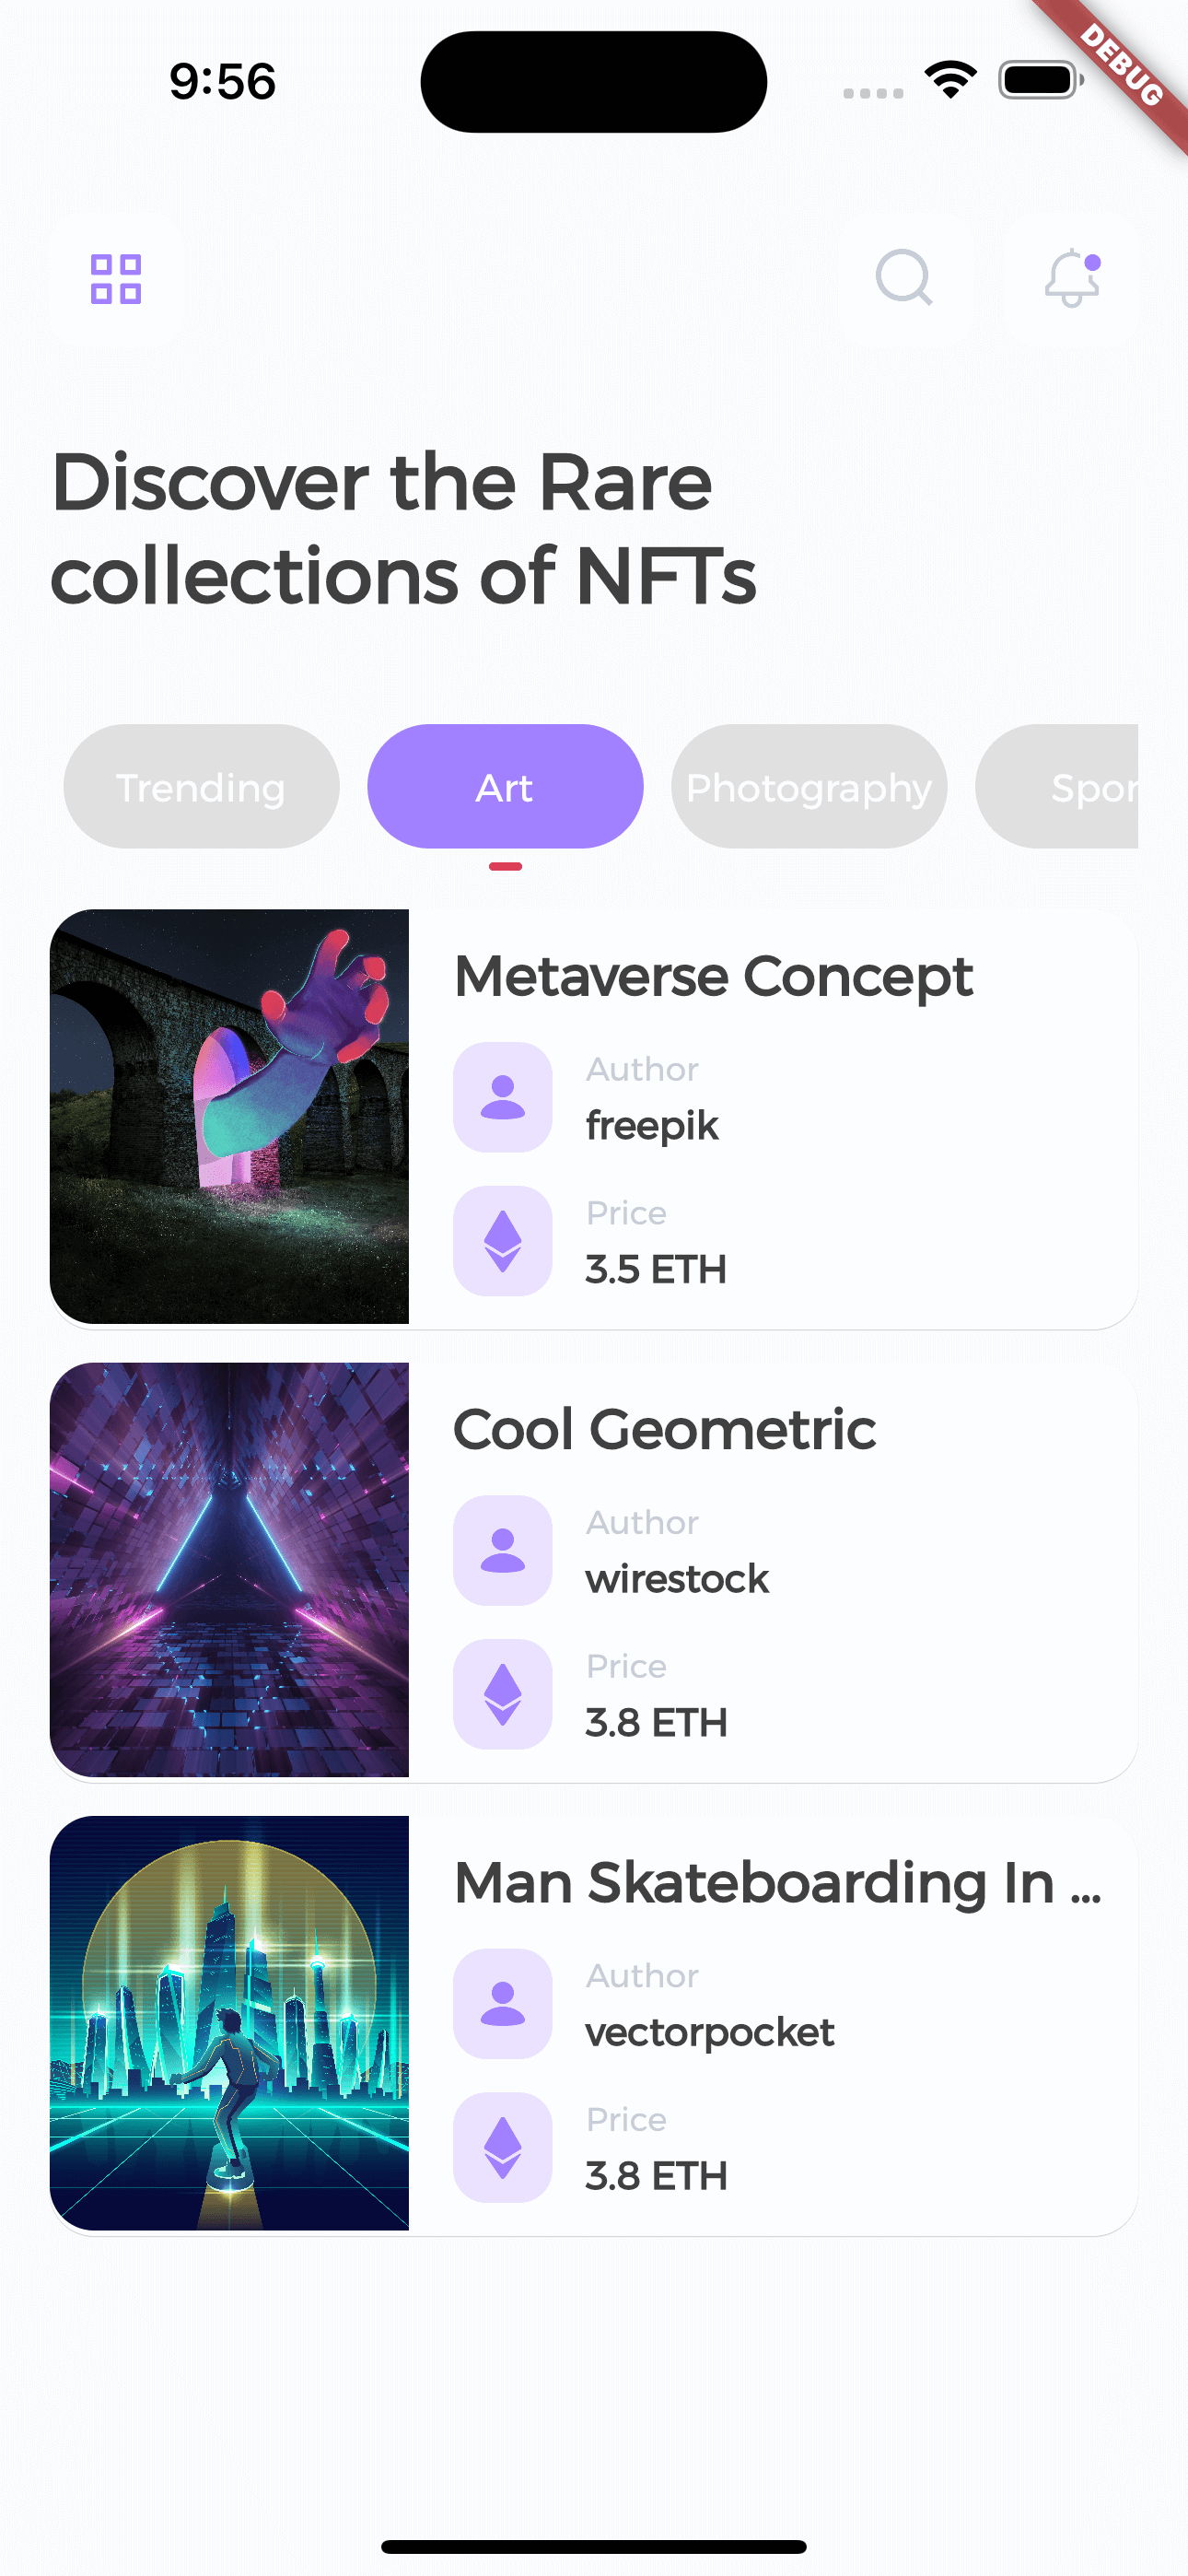 9:56
DEBUG
Discover the Rare
collections of NFTs
Trending
Art
Photography
Spor
Metaverse Concept
Author
freepik
Price
3.5 ETH
Cool Geometric
Author
wirestock
Price
3.8 ETH
Man Skateboarding In ...
Author
vectorpocket
Price
3.8 ETH